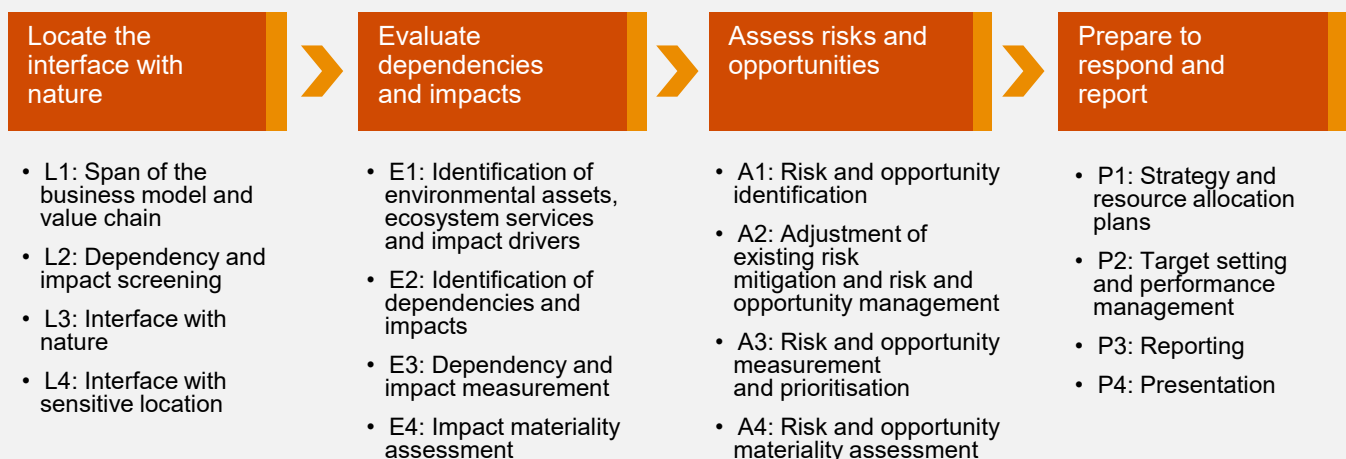 Locate the
interface with
nature
• L1: Span of the
business model and
value chain
• L2: Dependency and
impact screening
• L3: Interface with
nature
• L4: Interface with
sensitive location
Evaluate
dependencies
and impacts
• E1: Identification of
environmental assets,
ecosystem services
and impact drivers
• E2: Identification of
dependencies and
impacts
• E3: Dependency and
impact measurement
• E4: Impact materiality
assessment
Assess risks and
opportunities
• A1: Risk and opportunity
identification
• A2: Adjustment of
existing risk
mitigation and risk and
opportunity management
• A3: Risk and opportunity
measurement
and prioritisation
• A4: Risk and opportunity
materiality assessment
Prepare to
respond and
report
• P1: Strategy and
resource allocation
plans
• P2: Target setting
and performance
management
• P3: Reporting
• P4: Presentation